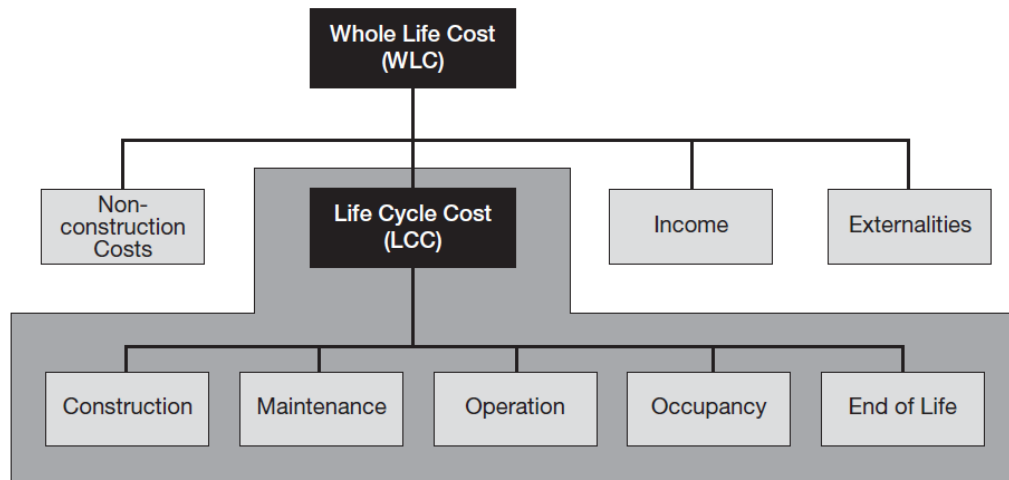 Whole Life Cost
(WLC)
Non-
construction
Costs
Life Cycle Cost
(LCC)
Income
Externalities
Construction
Maintenance
Operation
Occupancy
End of Life